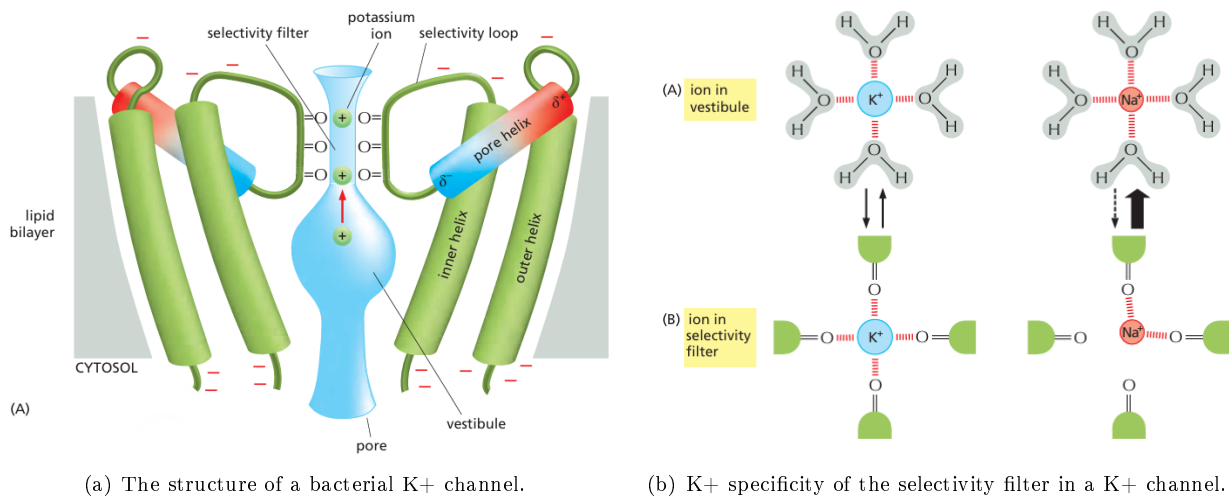 potassium
ion
selectivity filter
selectivity loop
δ+
pore helix
δ−
=O
O=
=O
O=
=O
O=
+
+
+
lipid
bilayer
inner helix
outer helix
CYTOSOL
vestibule
pore
(A)
(a) The structure of a bacterial K+ channel.
(A) ion in
vestibule
H H
O
H
O
H
K+
H
O
H
O
H H
H H
O
H
O
H
Na+
H
O
H
O
H H
(B) ion in
selectivity
filter
O
O K+ O
O
O
O Na+ O
O
(b) K+ specificity of the selectivity filter in a K+ channel.